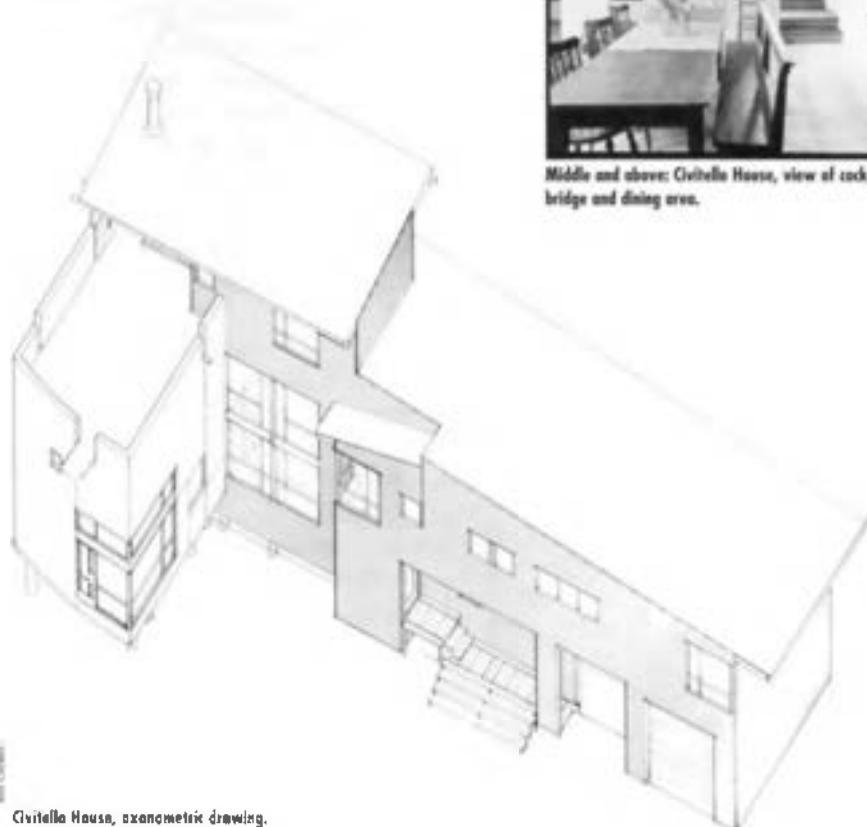 Middle and above: Civitello House, view of cock
bridge and dining area.
Civitello House, axonometric drawing.